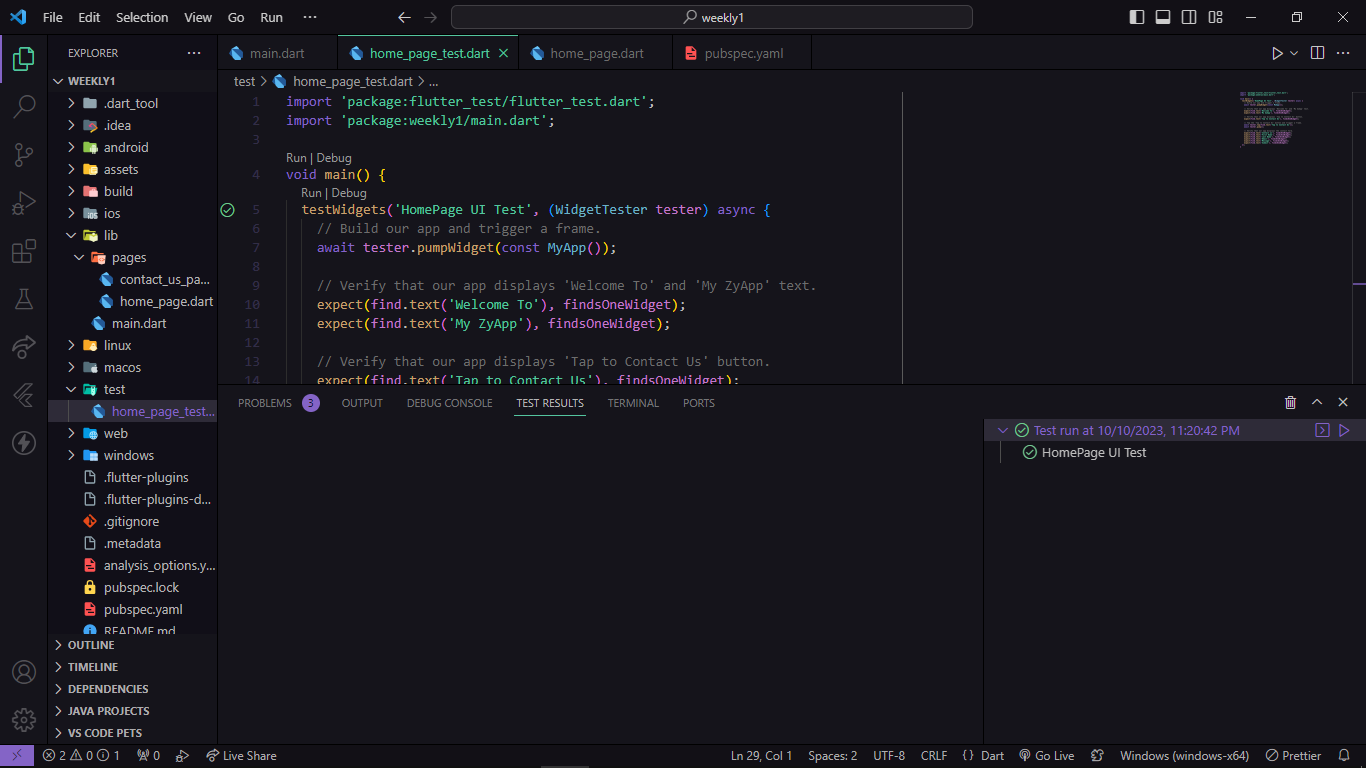 File Edit Selection View Go Run ··· weekly1
EXPLORER ···
WEEKLY1
.dart_tool
.idea
android
assets
build
ios
lib
pages
contact_us_pa...
home_page.dart
main.dart
linux
macos
test
home_page_test...
web
windows
.flutter-plugins
.flutter-plugins-d...
.gitignore
.metadata
analysis_options.y...
pubspec.lock
pubspec.yaml
README.md
OUTLINE
TIMELINE
DEPENDENCIES
JAVA PROJECTS
VS CODE PETS
main.dart home_page_test.dart home_page.dart pubspec.yaml
test > home_page_test.dart > ...
1 import 'package:flutter_test/flutter_test.dart';
2 import 'package:weekly1/main.dart';
3
Run | Debug
4 void main() {
Run | Debug
5 testWidgets('HomePage UI Test', (WidgetTester tester) async {
6 // Build our app and trigger a frame.
7 await tester.pumpWidget(const MyApp());
8
9 // Verify that our app displays 'Welcome To' and 'My ZyApp' text.
10 expect(find.text('Welcome To'), findsOneWidget);
11 expect(find.text('My ZyApp'), findsOneWidget);
12
13 // Verify that our app displays 'Tap to Contact Us' button.
14 expect(find.text('Tap to Contact Us'), findsOneWidget);
PROBLEMS 3 OUTPUT DEBUG CONSOLE TEST RESULTS TERMINAL PORTS
Test run at 10/10/2023, 11:20:42 PM
HomePage UI Test
2 0 1 0 Live Share Ln 29, Col 1 Spaces: 2 UTF-8 CRLF {} Dart Go Live Windows (windows-x64) Prettier